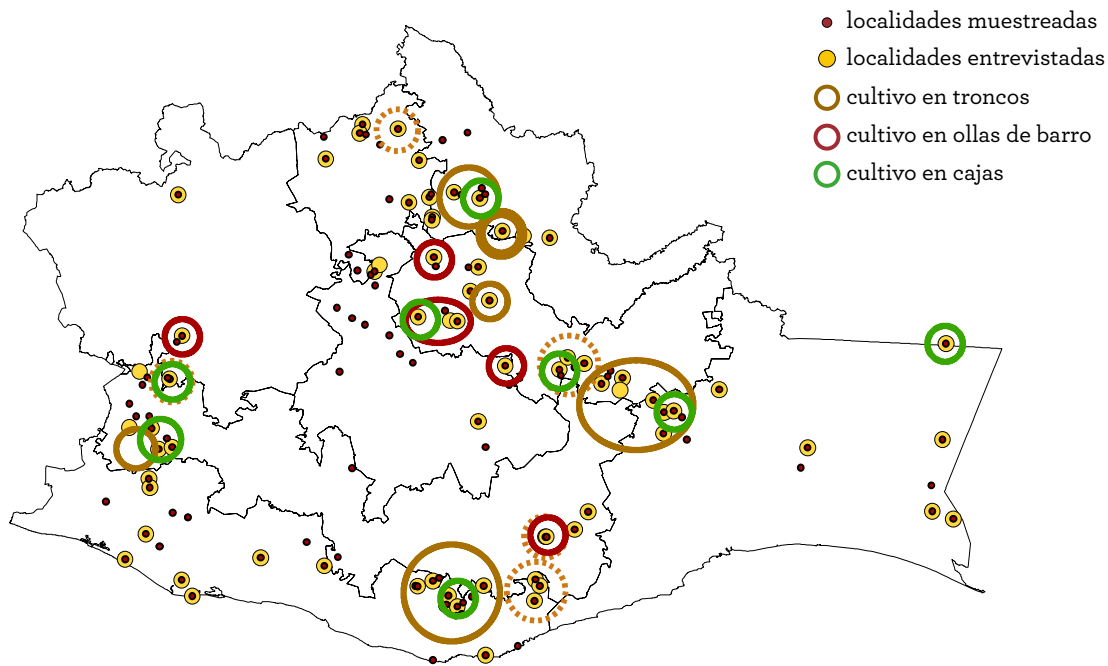 localidades muestreadas
localidades entrevistadas
cultivo en troncos
cultivo en ollas de barro
cultivo en cajas